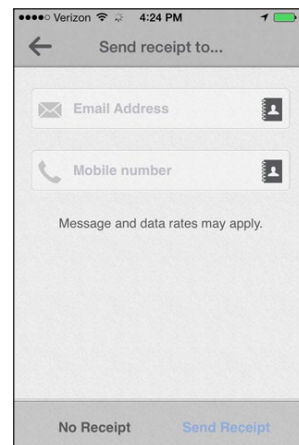 Verizon 4:24 PM
Send receipt to...
Email Address
Mobile number
Message and data rates may apply.
No Receipt Send Receipt